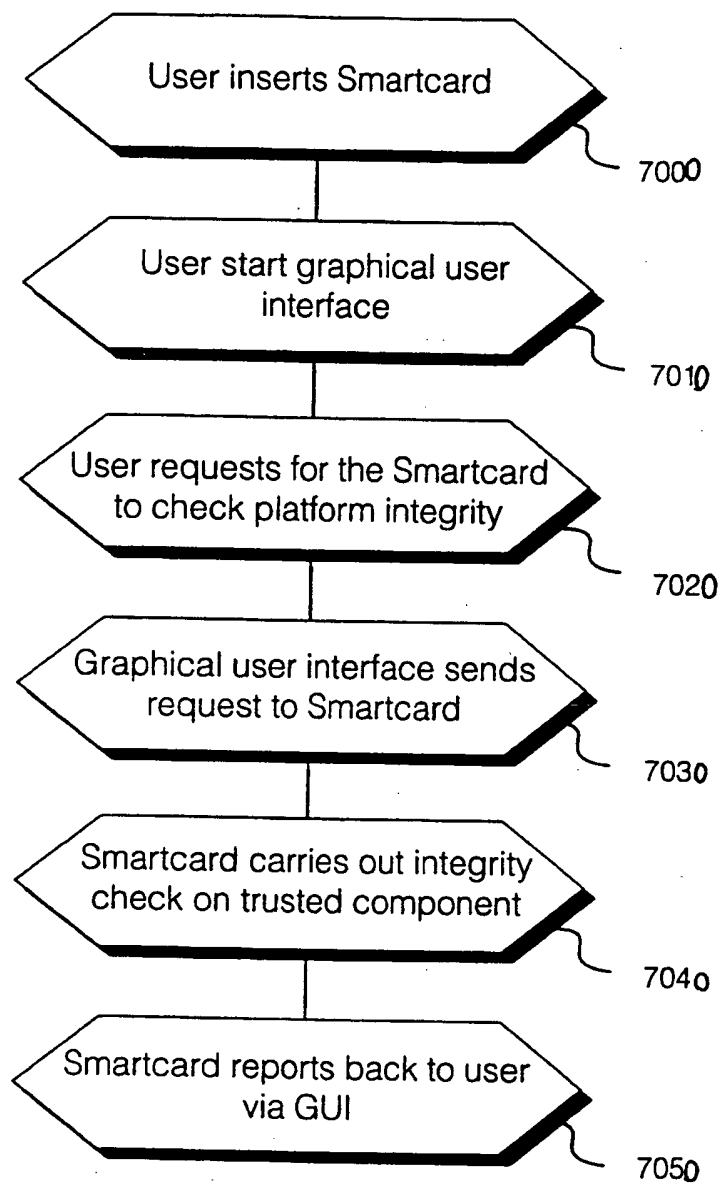 User inserts Smartcard
7000
User start graphical user
interface
7010
User requests for the Smartcard
to check platform integrity
7020
Graphical user interface sends
request to Smartcard
7030
Smartcard carries out integrity
check on trusted component
7040
Smartcard reports back to user
via GUI
7050